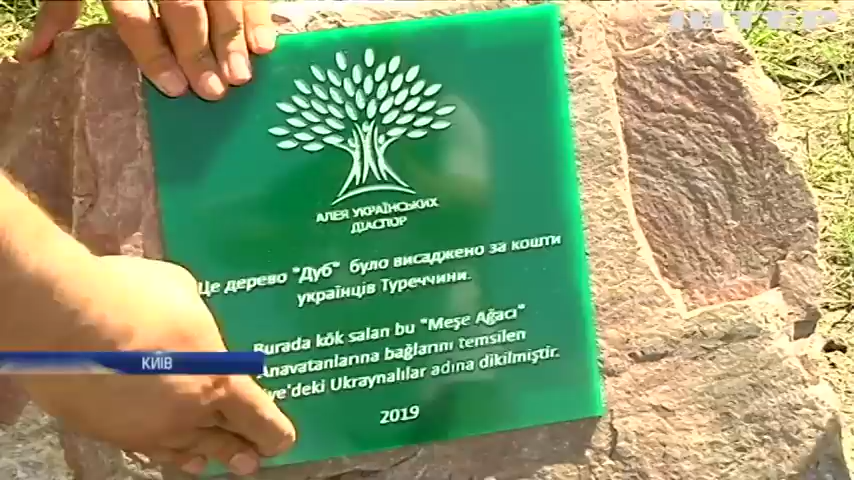 ІНТЕР
АЛЕЯ УКРАЇНСЬКИХ
ДІАСПОР
Це дерево "Дуб" було висаджено за кошти
українців Туреччини.
Burada kök salan bu "Meşe Ağacı"
Anavatanlarına bağlarını temsilen
'deki Ukraynalılar adına dikilmiştir.
2019
КИЇВ